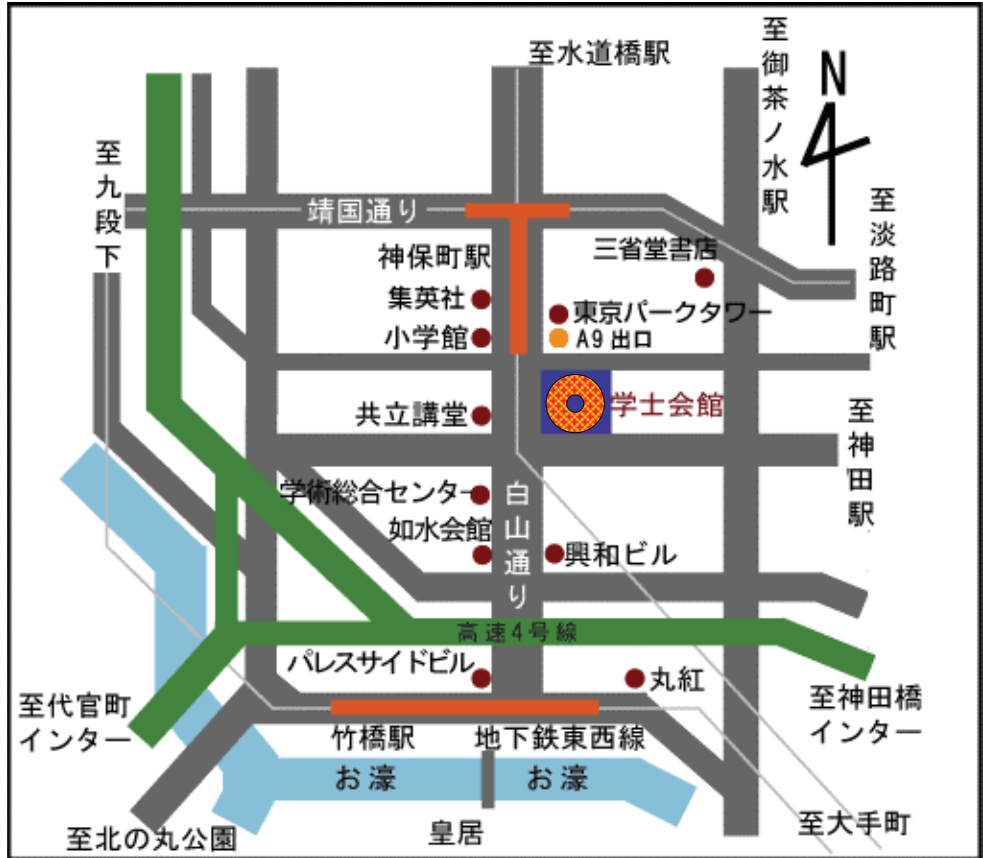 至水道橋駅
至御茶ノ水駅
N
至九段下
靖国通り
至淡路町駅
神保町駅
三省堂書店
集英社
東京パークタワー
小学館
A9出口
学士会館
共立講堂
至神田駅
学術総合センター
白山通り
如水会館
興和ビル
高速4号線
パレスサイドビル
丸紅
至代官町
インター
至神田橋
インター
竹橋駅
地下鉄東西線
お濠
お濠
皇居
至大手町
至北の丸公園